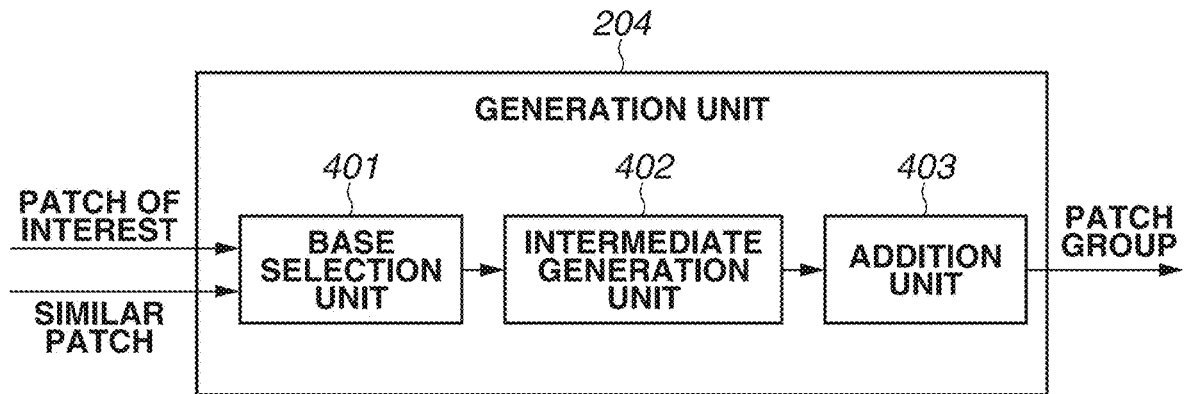 204
GENERATION UNIT
401
402
403
PATCH OF
INTEREST
SIMILAR
PATCH
BASE
SELECTION
UNIT
INTERMEDIATE
GENERATION
UNIT
ADDITION
UNIT
PATCH
GROUP